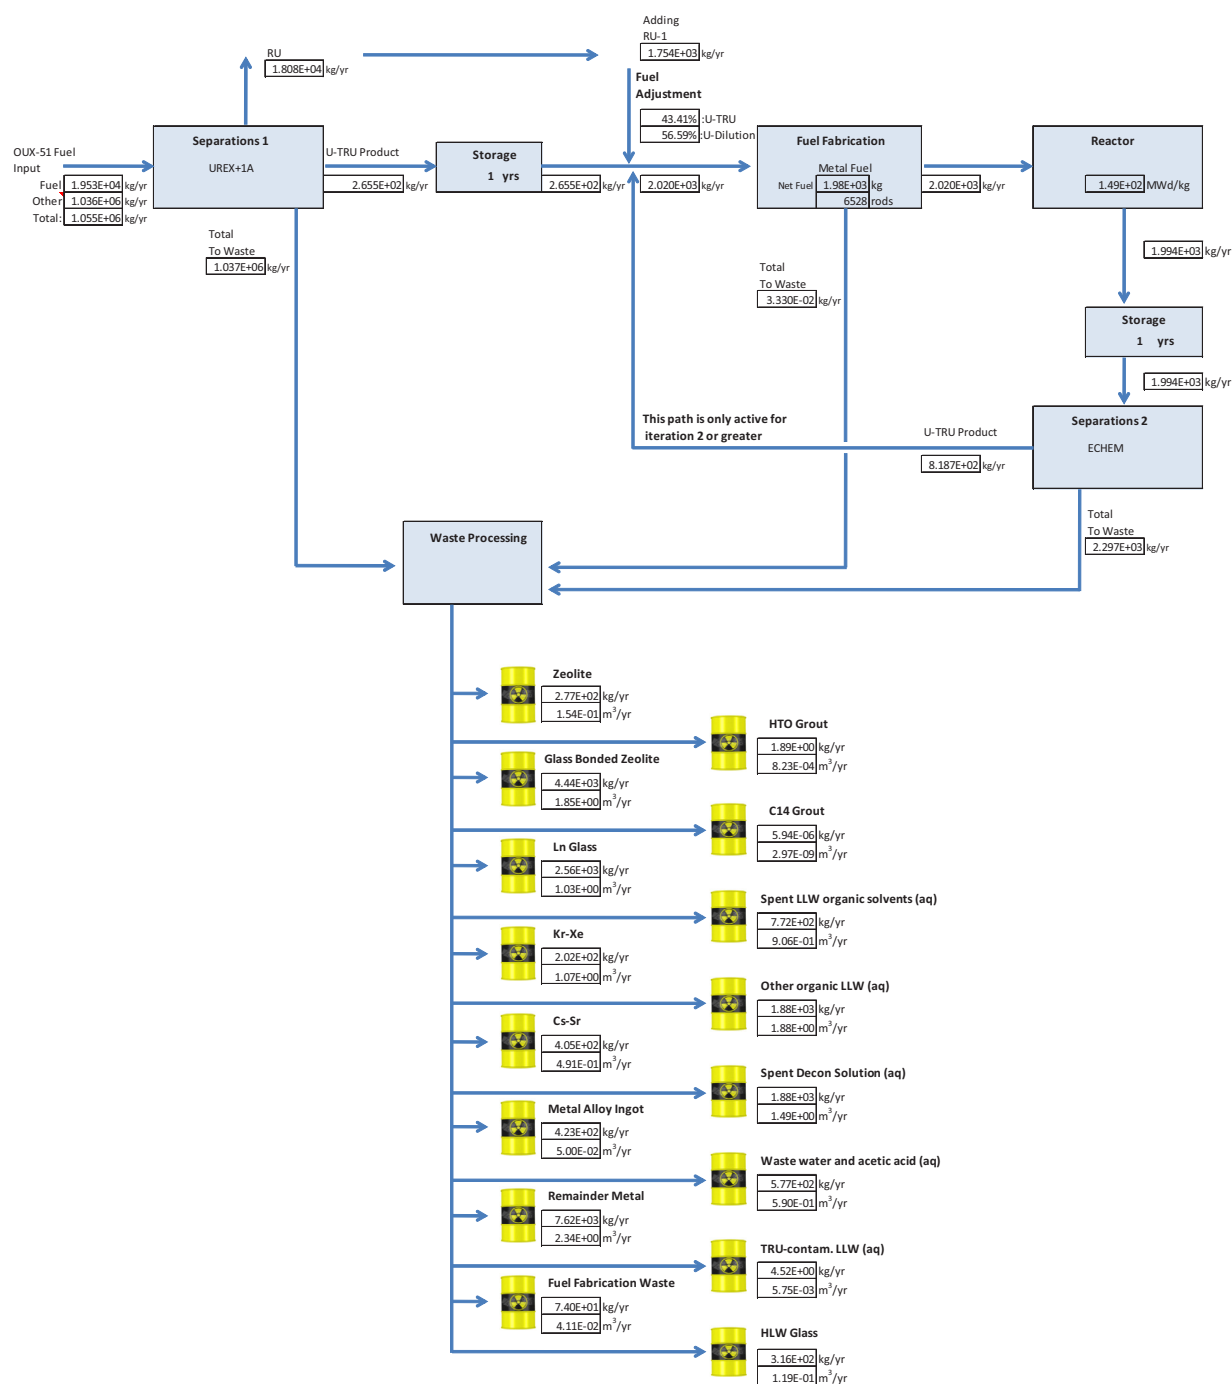 Adding
RU-1
1.754E+03 kg/yr
RU
1.808E+04 kg/yr
Fuel
Adjustment
43.41% :U-TRU
56.59% :U-Dilution
OUX-51 Fuel
Input
Fuel 1.953E+04 kg/yr
Other 1.036E+06 kg/yr
Total: 1.055E+06 kg/yr
Separations 1
UREX+1A
U-TRU Product
2.655E+02 kg/yr
Storage
1 yrs
2.655E+02 kg/yr
2.020E+03 kg/yr
Fuel Fabrication
Metal Fuel
Net Fuel 1.98E+03 kg
6528 rods
2.020E+03 kg/yr
Reactor
1.49E+02 MWd/kg
Total
To Waste
1.037E+06 kg/yr
Total
To Waste
3.330E-02 kg/yr
1.994E+03 kg/yr
Storage
1 yrs
1.994E+03 kg/yr
This path is only active for
iteration 2 or greater
U-TRU Product
8.187E+02 kg/yr
Separations 2
ECHEM
Total
To Waste
2.297E+03 kg/yr
Waste Processing
Zeolite
2.77E+02 kg/yr
1.54E-01 m³/yr
HTO Grout
1.89E+00 kg/yr
8.23E-04 m³/yr
Glass Bonded Zeolite
4.44E+03 kg/yr
1.85E+00 m³/yr
C14 Grout
5.94E-06 kg/yr
2.97E-09 m³/yr
Ln Glass
2.56E+03 kg/yr
1.03E+00 m³/yr
Spent LLW organic solvents (aq)
7.72E+02 kg/yr
9.06E-01 m³/yr
Kr-Xe
2.02E+02 kg/yr
1.07E+00 m³/yr
Other organic LLW (aq)
1.88E+03 kg/yr
1.88E+00 m³/yr
Cs-Sr
4.05E+02 kg/yr
4.91E-01 m³/yr
Spent Decon Solution (aq)
1.88E+03 kg/yr
1.49E+00 m³/yr
Metal Alloy Ingot
4.23E+02 kg/yr
5.00E-02 m³/yr
Waste water and acetic acid (aq)
5.77E+02 kg/yr
5.90E-01 m³/yr
Remainder Metal
7.62E+03 kg/yr
2.34E+00 m³/yr
TRU-contam. LLW (aq)
4.52E+00 kg/yr
5.75E-03 m³/yr
Fuel Fabrication Waste
7.40E+01 kg/yr
4.11E-02 m³/yr
HLW Glass
3.16E+02 kg/yr
1.19E-01 m³/yr